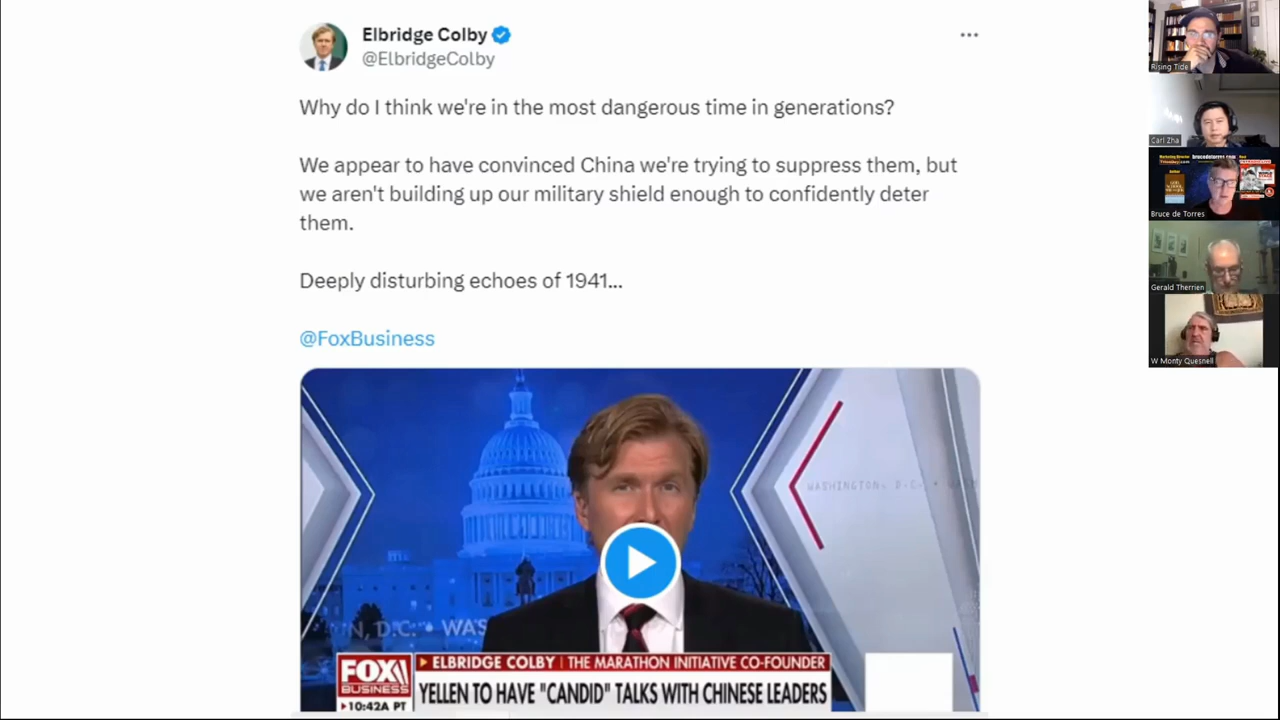 Elbridge Colby
@ElbridgeColby
Why do I think we're in the most dangerous time in generations?
We appear to have convinced China we're trying to suppress them, but
we aren't building up our military shield enough to confidently deter
them.
Deeply disturbing echoes of 1941...
@FoxBusiness
WASHINGTON, D.C.
N, D.C. • WAS
FOX
BUSINESS
10:42A PT
ELBRIDGE COLBY | THE MARATHON INITIATIVE CO-FOUNDER
YELLEN TO HAVE "CANDID" TALKS WITH CHINESE LEADERS
Rising Tide
Carl Zha
Bruce de Torres
Gerald Therrien
W Monty Quesnell